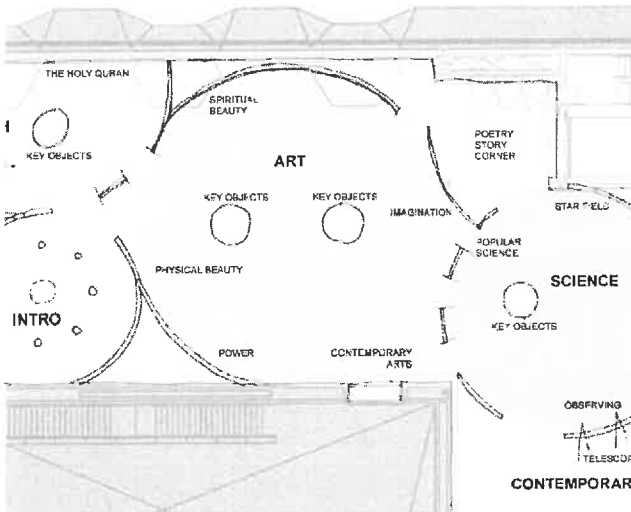 THE HOLY QURAN
KEY OBJECTS
SPIRITUAL
BEAUTY
ART
POETRY
STORY
CORNER
KEY OBJECTS
KEY OBJECTS
IMAGINATION
STAR FIELD
POPULAR
SCIENCE
PHYSICAL BEAUTY
SCIENCE
INTRO
KEY OBJECTS
POWER
CONTEMPORARY
ARTS
OBSERVING
TELESCOP
CONTEMPORAR